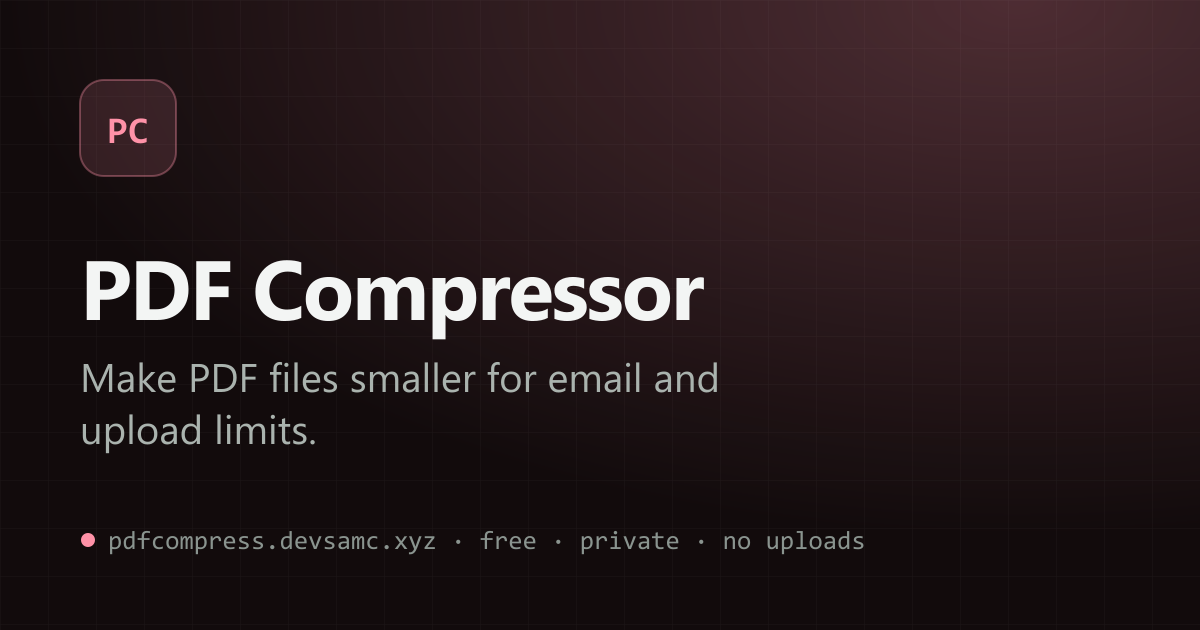 PC
PDF Compressor
Make PDF files smaller for email and
upload limits.
pdfcompress.devsamc.xyz · free · private · no uploads